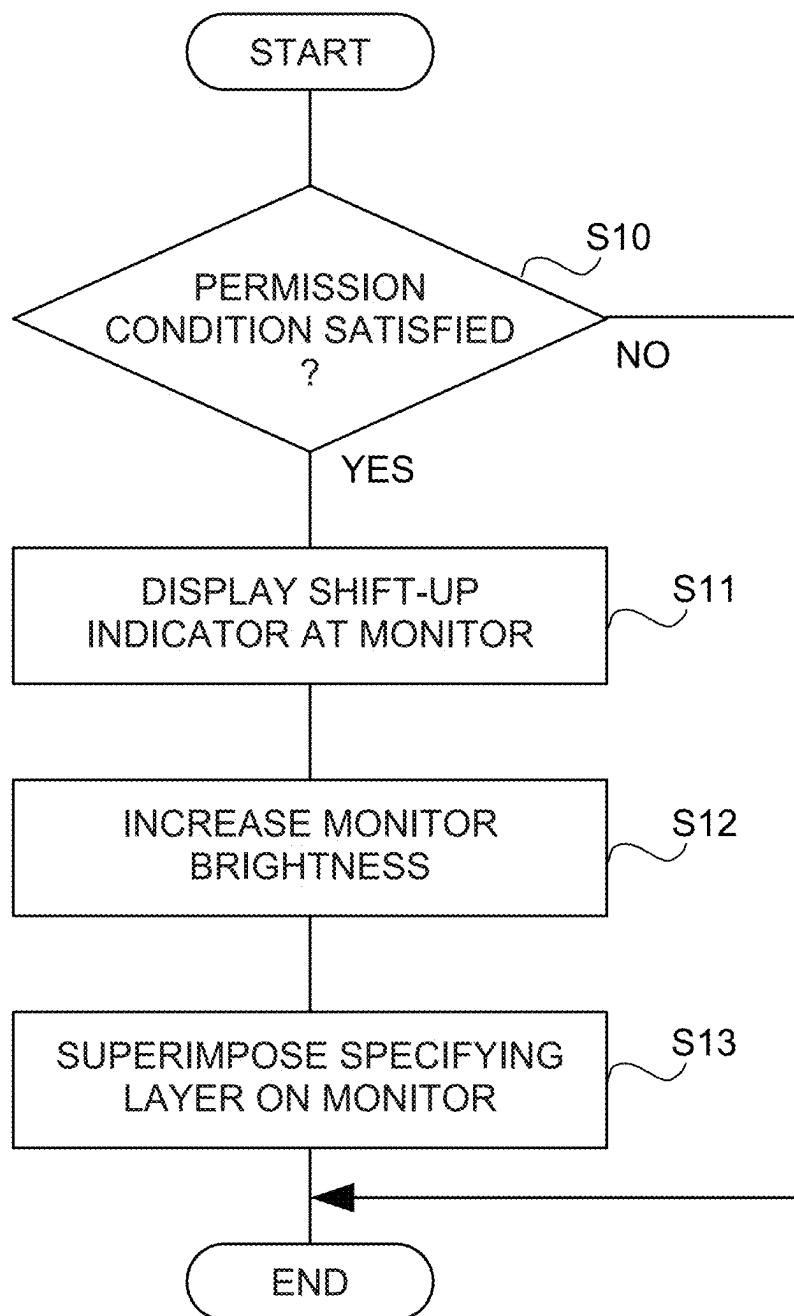 START
S10
PERMISSION
CONDITION SATISFIED
?
NO
YES
DISPLAY SHIFT-UP
INDICATOR AT MONITOR
S11
INCREASE MONITOR
BRIGHTNESS
S12
SUPERIMPOSE SPECIFYING
LAYER ON MONITOR
S13
END